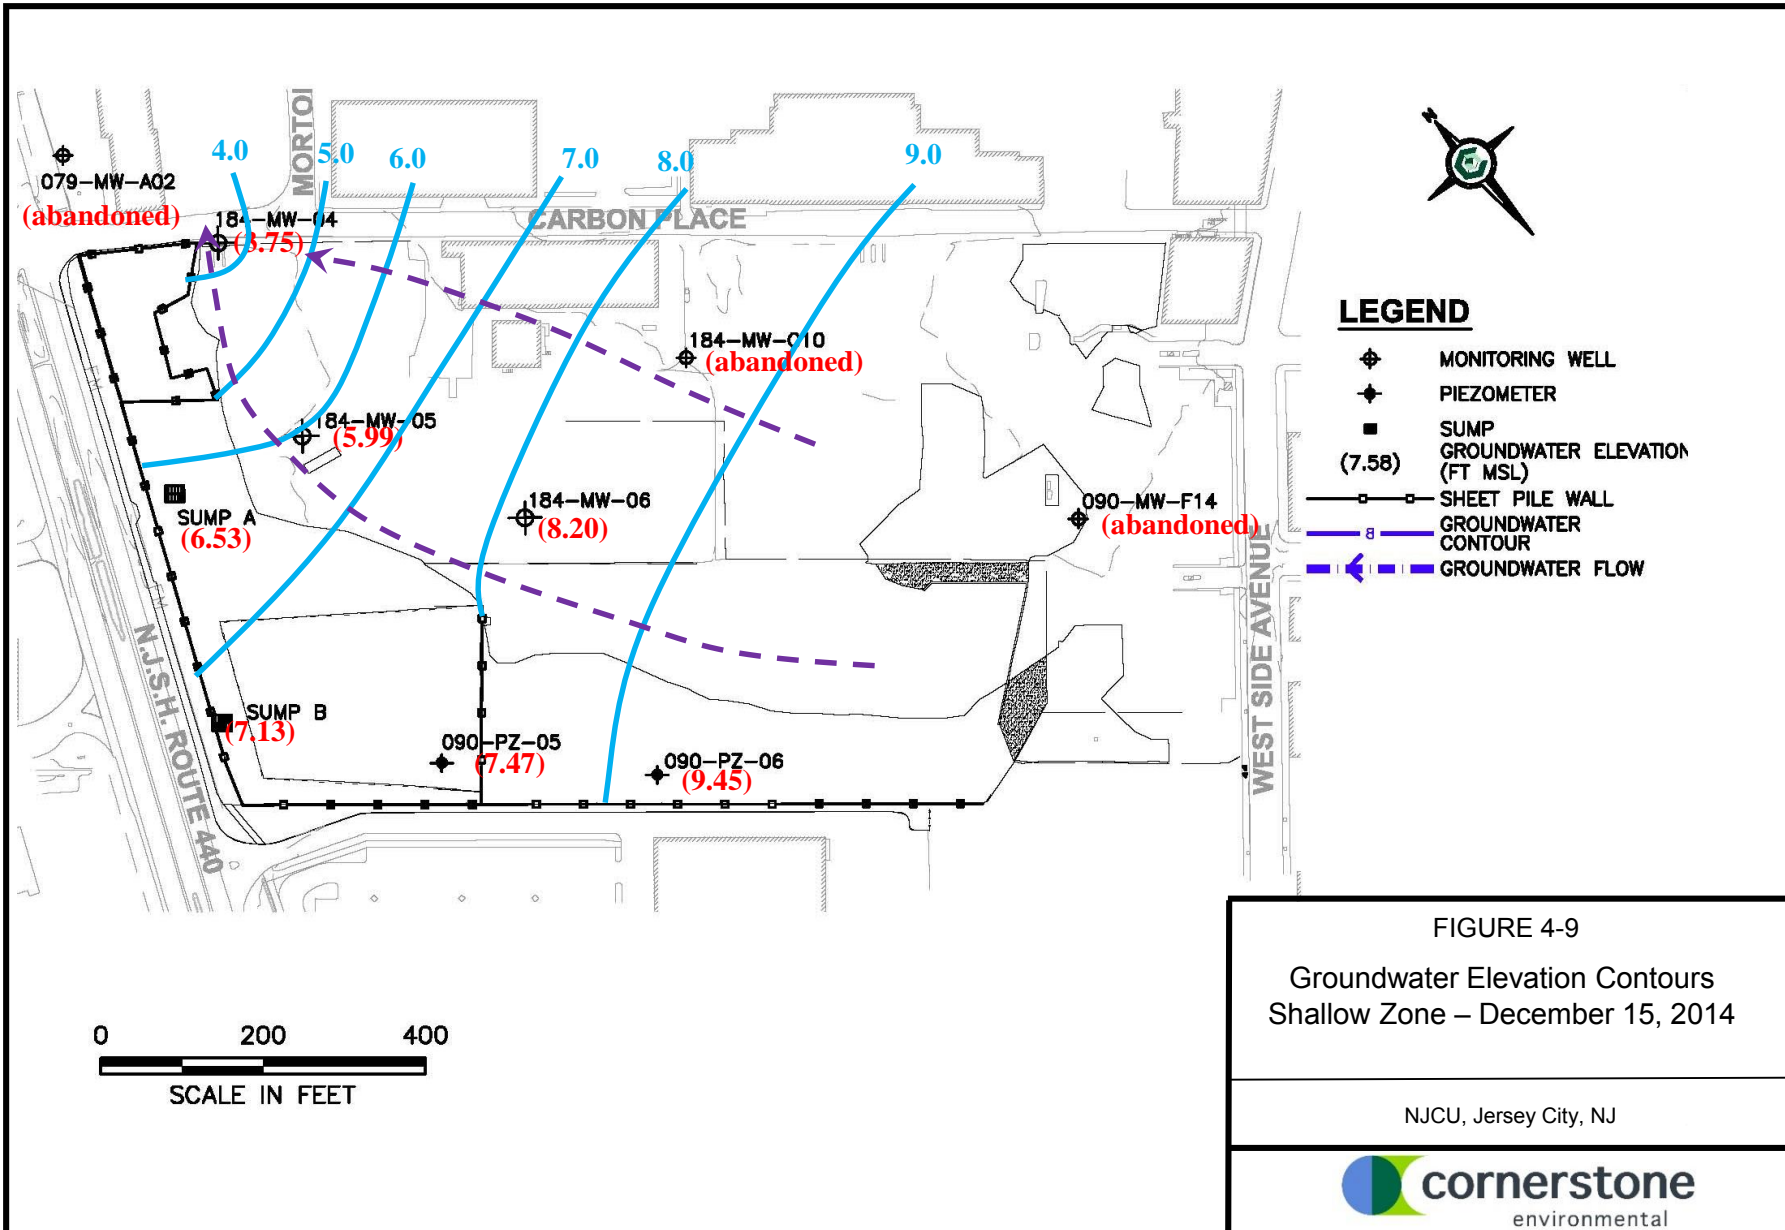 MORTO
4.0
5.0
6.0
7.0
8.0
9.0
079-MW-A02
(abandoned)
184-MW-04
(3.75)
CARBON PLACE
N
184-MW-O10
(abandoned)
184-MW-05
(5.99)
SUMP A
(6.53)
184-MW-06
(8.20)
090-MW-F14
(abandoned)
N.J.S.H. ROUTE 440
WEST SIDE AVENUE
SUMP B
(7.13)
090-PZ-05
(7.47)
090-PZ-06
(9.45)
LEGEND
MONITORING WELL
PIEZOMETER
SUMP
(7.58) GROUNDWATER ELEVATION
(FT MSL)
SHEET PILE WALL
8 GROUNDWATER
CONTOUR
GROUNDWATER FLOW
0 200 400
SCALE IN FEET
FIGURE 4-9
Groundwater Elevation Contours
Shallow Zone – December 15, 2014
NJCU, Jersey City, NJ
cornerstone
environmental